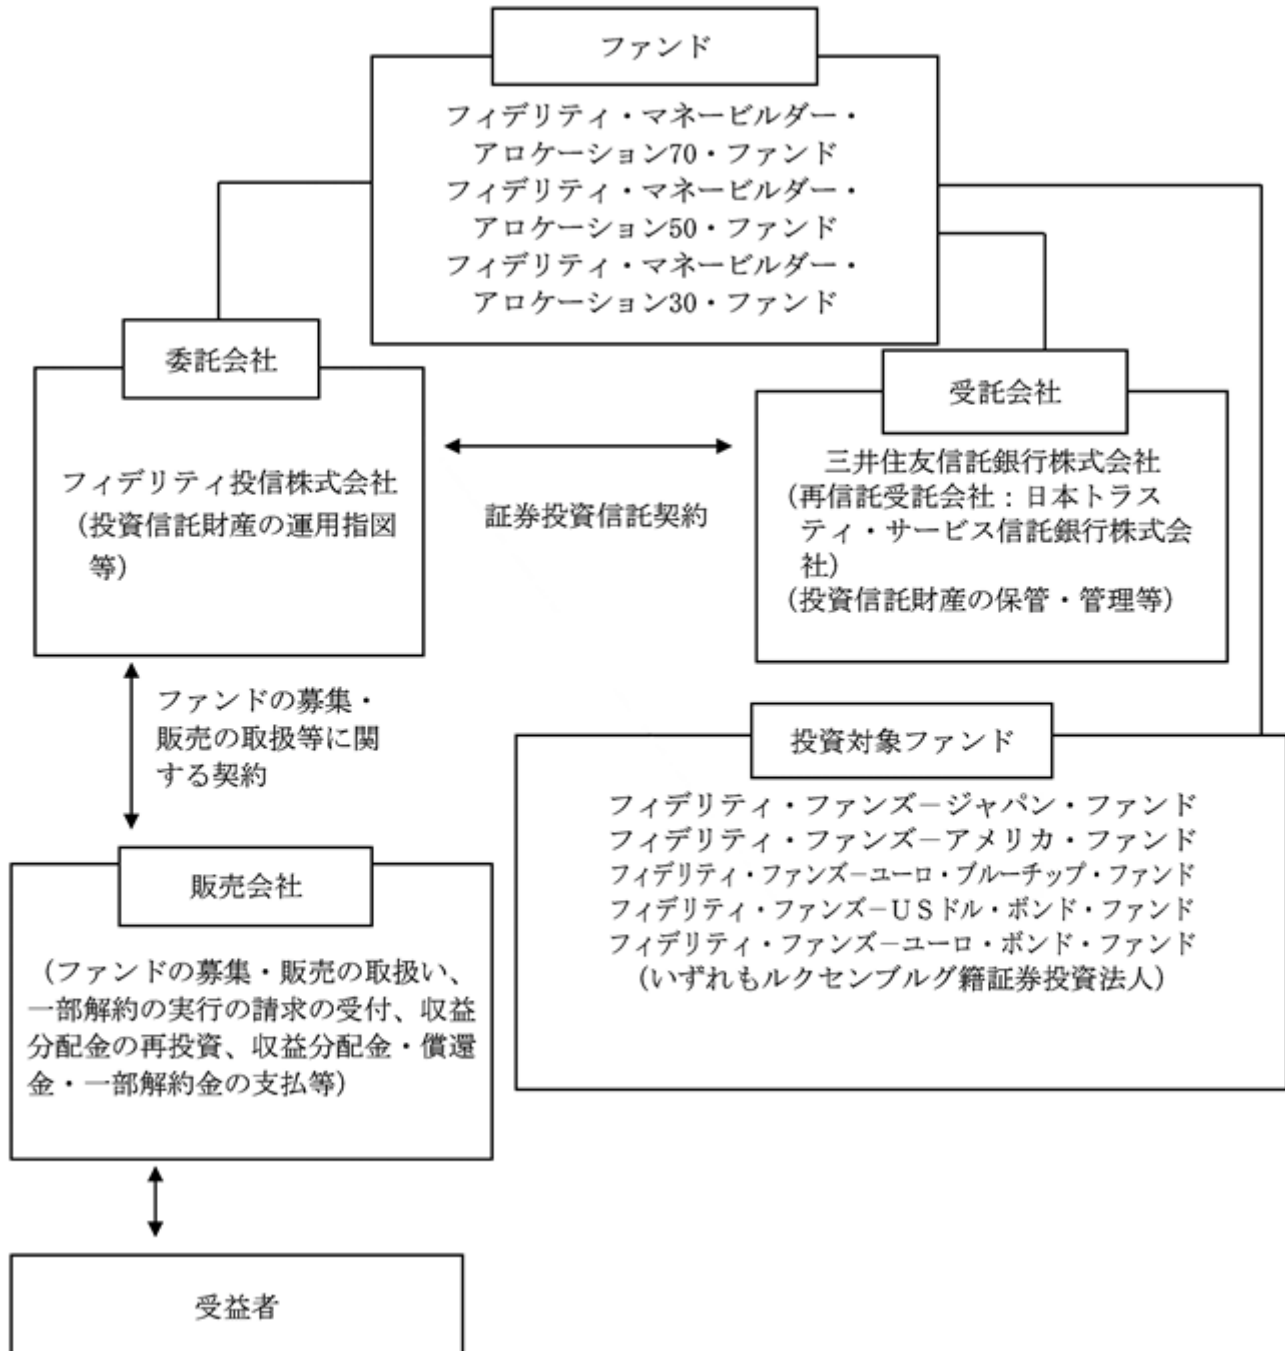 ファンド
フィデリティ・マネービルダー・
アロケーション70・ファンド
フィデリティ・マネービルダー・
アロケーション50・ファンド
フィデリティ・マネービルダー・
アロケーション30・ファンド
委託会社
フィデリティ投信株式会社
（投資信託財産の運用指図
等）
証券投資信託契約
受託会社
三井住友信託銀行株式会社
（再信託受託会社：日本トラス
ティ・サービス信託銀行株式会
社）
（投資信託財産の保管・管理等）
ファンドの募集・
販売の取扱等に関
する契約
投資対象ファンド
フィデリティ・ファンズ－ジャパン・ファンド
フィデリティ・ファンズ－アメリカ・ファンド
フィデリティ・ファンズ－ユーロ・ブルーチップ・ファンド
フィデリティ・ファンズ－ＵＳドル・ボンド・ファンド
フィデリティ・ファンズ－ユーロ・ボンド・ファンド
（いずれもルクセンブルグ籍証券投資法人）
販売会社
（ファンドの募集・販売の取扱い、
一部解約の実行の請求の受付、収益
分配金の再投資、収益分配金・償還
金・一部解約金の支払等）
受益者